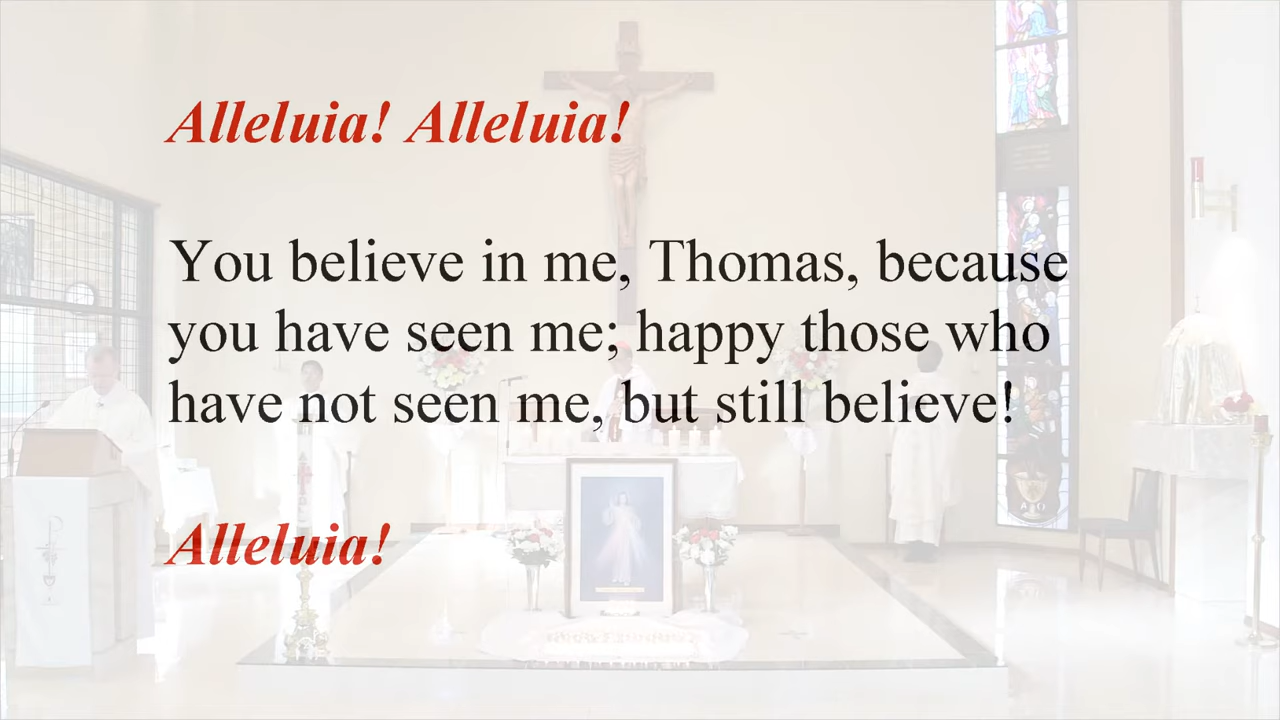 Alleluia! Alleluia!
You believe in me, Thomas, because
you have seen me; happy those who
have not seen me, but still believe!
Alleluia!